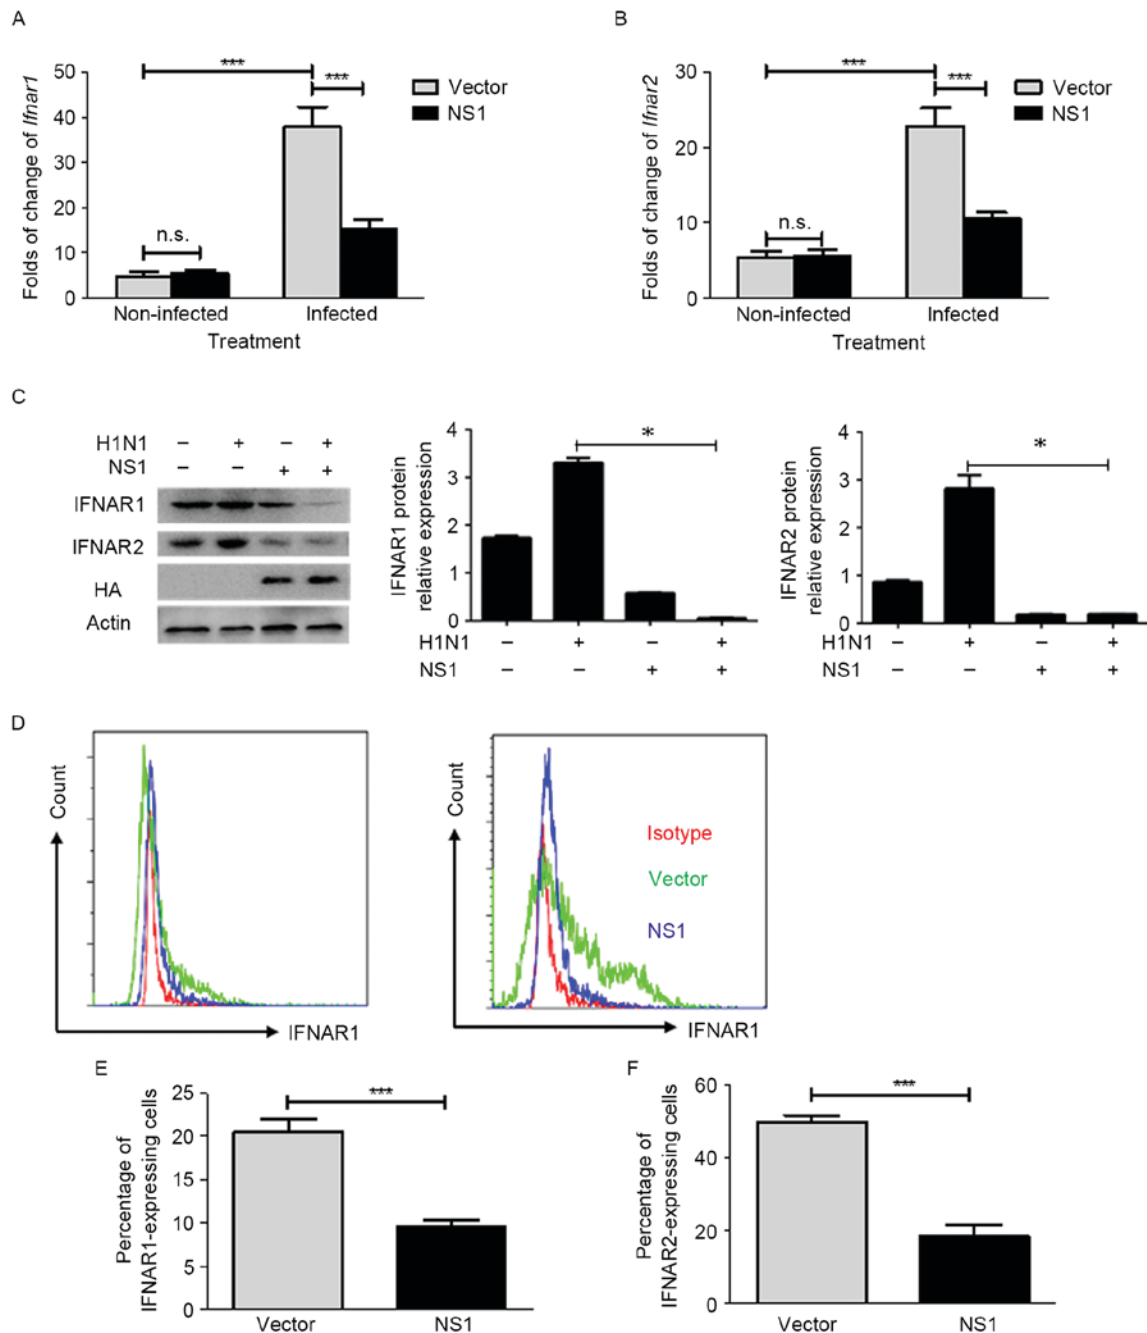 A
Folds of change of Ifnar1
50
40
30
20
10
0
***
***
n.s.
Vector
NS1
Non-infected
Infected
Treatment
B
Folds of change of Ifnar2
30
20
10
0
***
***
n.s.
Vector
NS1
Non-infected
Infected
Treatment
C
H1N1 – + – +
NS1 – – + +
IFNAR1
IFNAR2
HA
Actin
IFNAR1 protein
relative expression
4
3
2
1
0
*
H1N1 – + – +
NS1 – – + +
IFNAR2 protein
relative expression
4
3
2
1
0
*
H1N1 – + – +
NS1 – – + +
D
Count
IFNAR1
Count
Isotype
Vector
NS1
IFNAR1
E
Percentage of
IFNAR1-expressing cells
25
20
15
10
5
0
***
Vector
NS1
F
Percentage of
IFNAR2-expressing cells
60
40
20
0
***
Vector
NS1